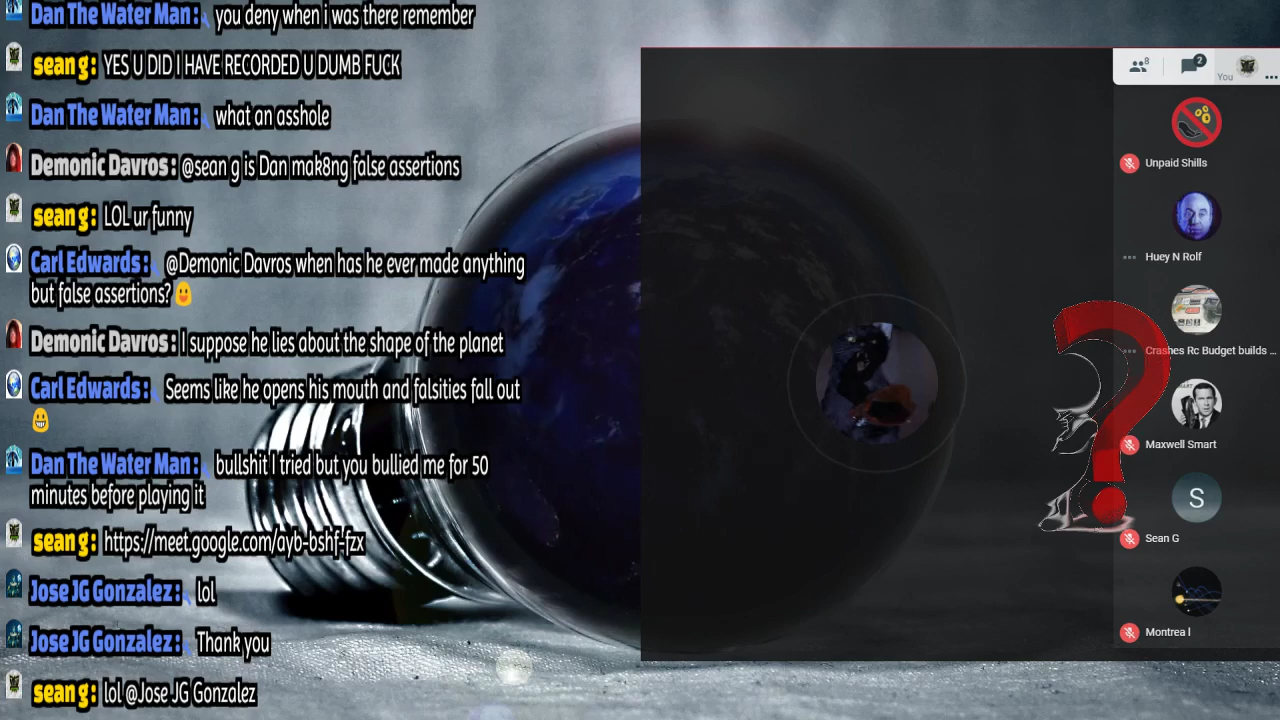 Dan The Water Man : you deny when i was there remember
sean g : YES U DID I HAVE RECORDED U DUMB FUCK
Dan The Water Man : what an asshole
Demonic Davros : @sean g is Dan mak8ng false assertions
sean g : LOL ur funny
Carl Edwards : @Demonic Davros when has he ever made anything
but false assertions?
Demonic Davros : I suppose he lies about the shape of the planet
Carl Edwards : Seems like he opens his mouth and falsities fall out
Dan The Water Man : bullshit I tried but you bullied me for 50
minutes before playing it
sean g : https://meet.google.com/ayb-bshf-fzx
Jose JG Gonzalez : lol
Jose JG Gonzalez : Thank you
sean g : lol @Jose JG Gonzalez
8
2
You
Unpaid Shills
Huey N Rolf
Crashes Rc Budget builds ...
Maxwell Smart
S
Sean G
Montrea l